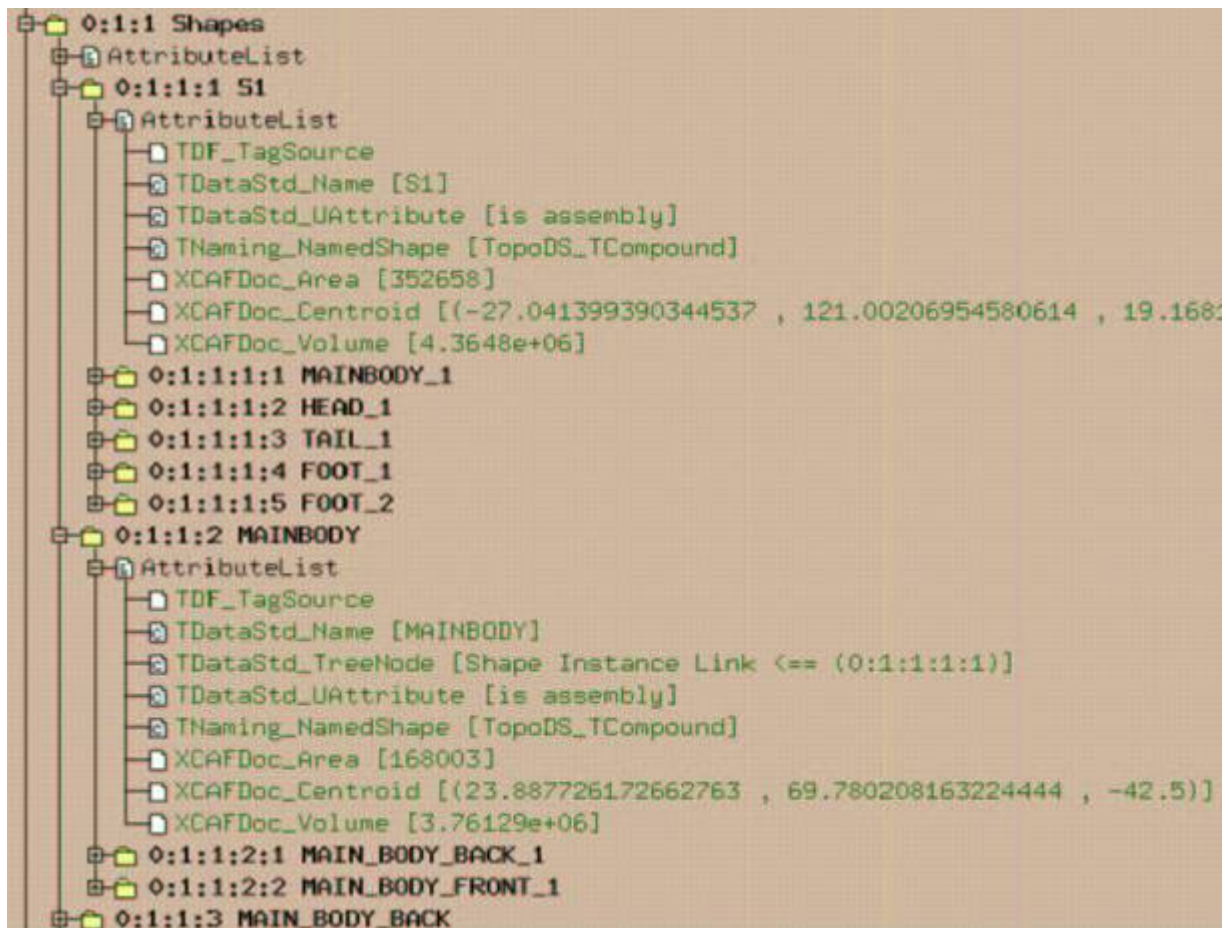 0:1:1 Shapes
AttributeList
0:1:1:1 S1
AttributeList
TDF_TagSource
TDataStd_Name [S1]
TDataStd_UAttribute [is assembly]
TNaming_NamedShape [TopoDS_TCompound]
XCAFDoc_Area [352658]
XCAFDoc_Centroid [(-27.041399390344537 , 121.00206954580614 , 19.1681
XCAFDoc_Volume [4.3648e+06]
0:1:1:1:1 MAINBODY_1
0:1:1:1:2 HEAD_1
0:1:1:1:3 TAIL_1
0:1:1:1:4 FOOT_1
0:1:1:1:5 FOOT_2
0:1:1:2 MAINBODY
AttributeList
TDF_TagSource
TDataStd_Name [MAINBODY]
TDataStd_TreeNode [Shape Instance Link <== (0:1:1:1:1)]
TDataStd_UAttribute [is assembly]
TNaming_NamedShape [TopoDS_TCompound]
XCAFDoc_Area [168003]
XCAFDoc_Centroid [(23.887726172662763 , 69.780208163224444 , -42.5)]
XCAFDoc_Volume [3.76129e+06]
0:1:1:2:1 MAIN_BODY_BACK_1
0:1:1:2:2 MAIN_BODY_FRONT_1
0:1:1:3 MAIN_BODY_BACK